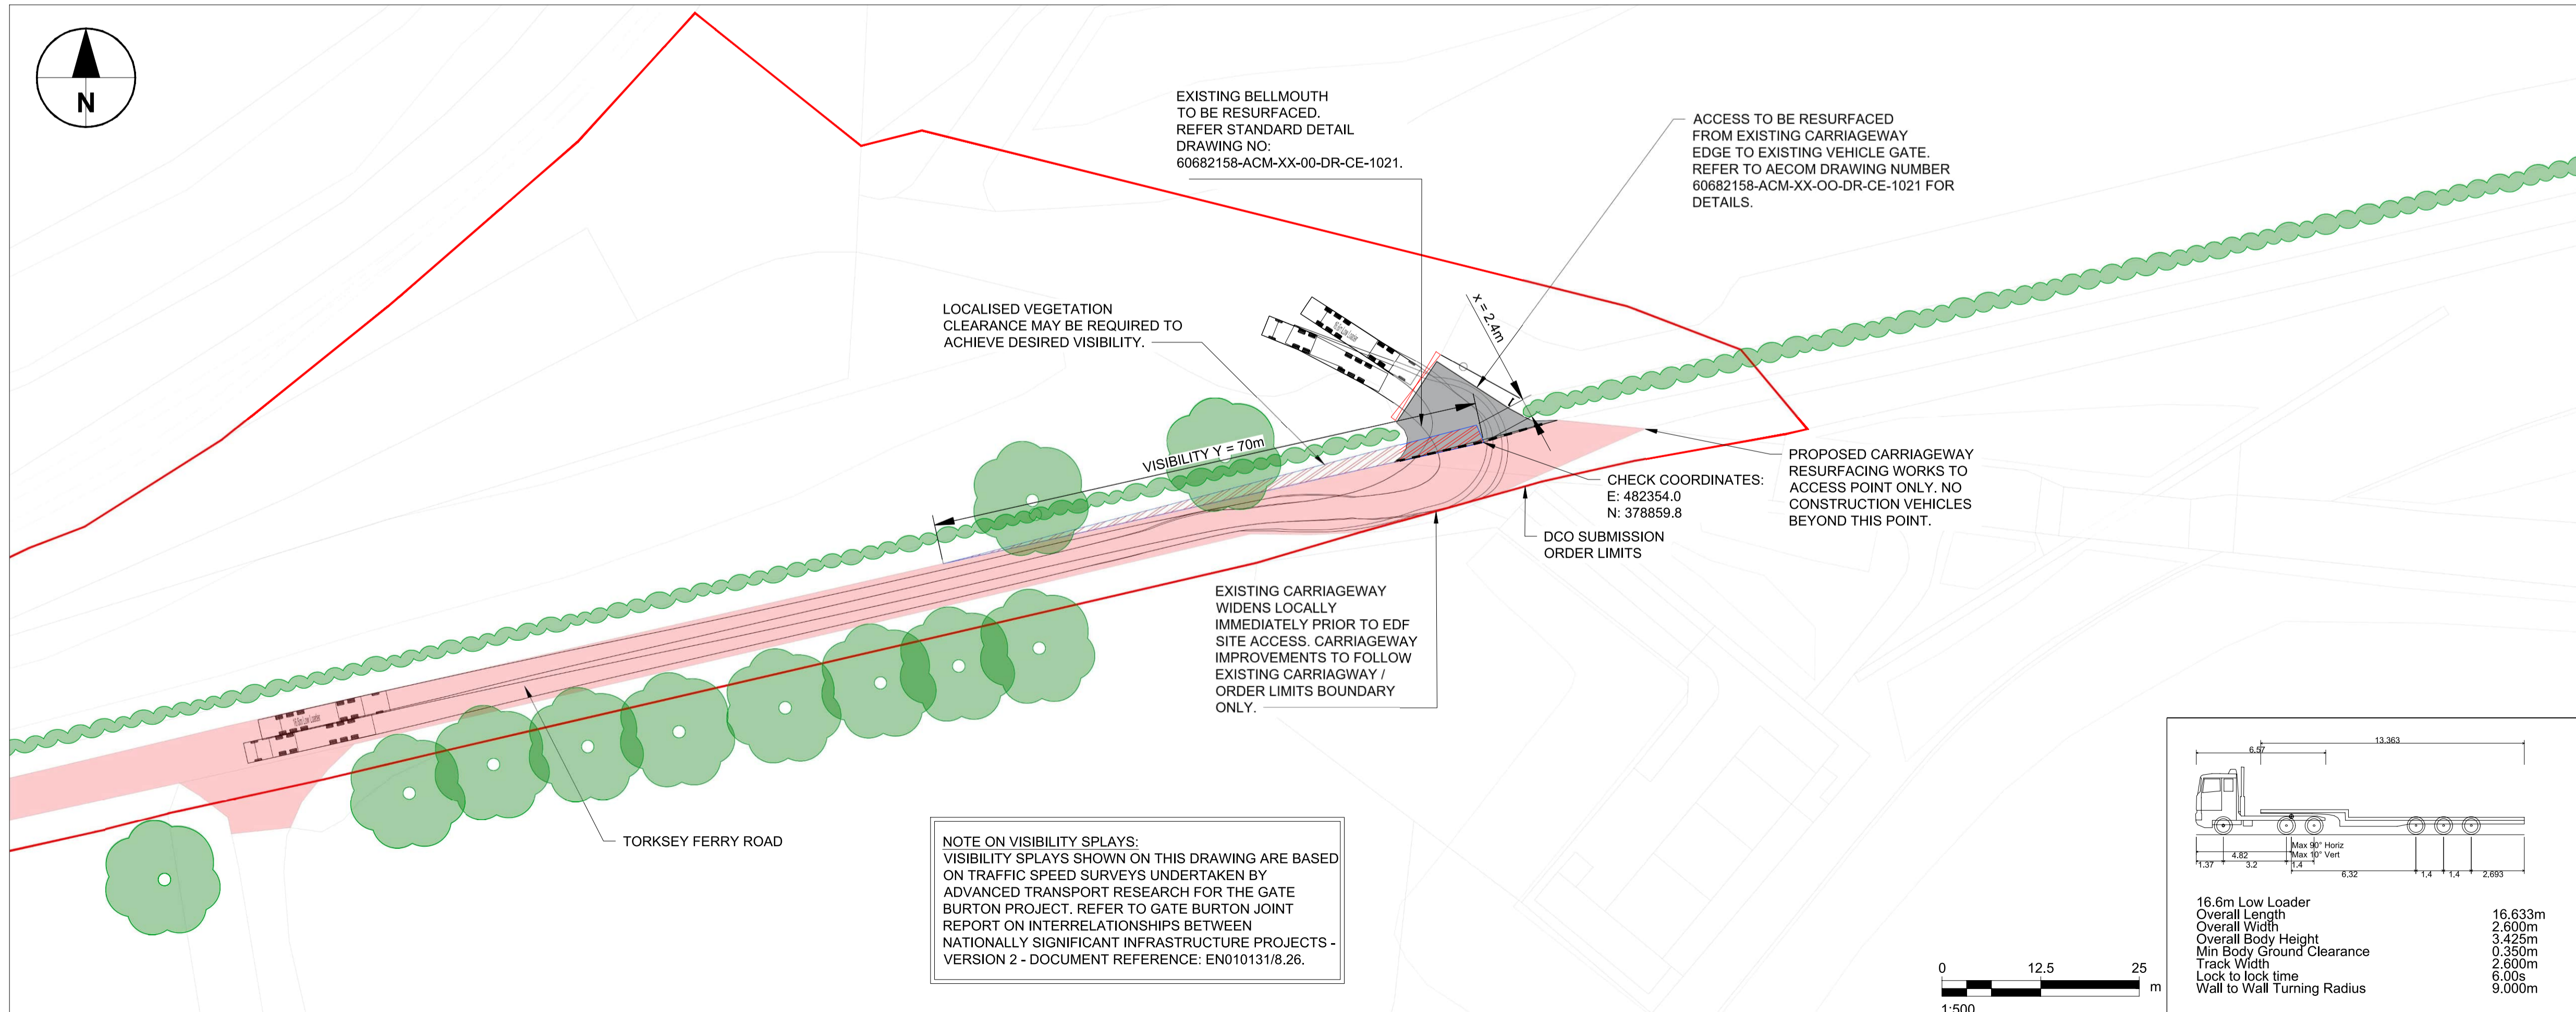 N
EXISTING BELLMOUTH
TO BE RESURFACED.
REFER STANDARD DETAIL
DRAWING NO:
60682158-ACM-XX-00-DR-CE-1021.
ACCESS TO BE RESURFACED
FROM EXISTING CARRIAGEWAY
EDGE TO EXISTING VEHICLE GATE.
REFER TO AECOM DRAWING NUMBER
60682158-ACM-XX-OO-DR-CE-1021 FOR
DETAILS.
LOCALISED VEGETATION
CLEARANCE MAY BE REQUIRED TO
ACHIEVE DESIRED VISIBILITY.
x = 2.4m
VISIBILITY Y = 70m
CHECK COORDINATES:
E: 482354.0
N: 378859.8
PROPOSED CARRIAGEWAY
RESURFACING WORKS TO
ACCESS POINT ONLY. NO
CONSTRUCTION VEHICLES
BEYOND THIS POINT.
DCO SUBMISSION
ORDER LIMITS
EXISTING CARRIAGEWAY
WIDENS LOCALLY
IMMEDIATELY PRIOR TO EDF
SITE ACCESS. CARRIAGEWAY
IMPROVEMENTS TO FOLLOW
EXISTING CARRIAGWAY /
ORDER LIMITS BOUNDARY
ONLY.
TORKSEY FERRY ROAD
NOTE ON VISIBILITY SPLAYS:
VISIBILITY SPLAYS SHOWN ON THIS DRAWING ARE BASED
ON TRAFFIC SPEED SURVEYS UNDERTAKEN BY
ADVANCED TRANSPORT RESEARCH FOR THE GATE
BURTON PROJECT. REFER TO GATE BURTON JOINT
REPORT ON INTERRELATIONSHIPS BETWEEN
NATIONALLY SIGNIFICANT INFRASTRUCTURE PROJECTS -
VERSION 2 - DOCUMENT REFERENCE: EN010131/8.26.
0 12.5 25
m
1:500
13.363
6.57
Max 90° Horiz
Max 10° Vert
4.82
1.37 3.2 1.4
6.32 1.4 1.4 2.693
16.6m Low Loader
Overall Length 16.633m
Overall Width 2.600m
Overall Body Height 3.425m
Min Body Ground Clearance 0.350m
Track Width 2.600m
Lock to lock time 6.00s
Wall to Wall Turning Radius 9.000m